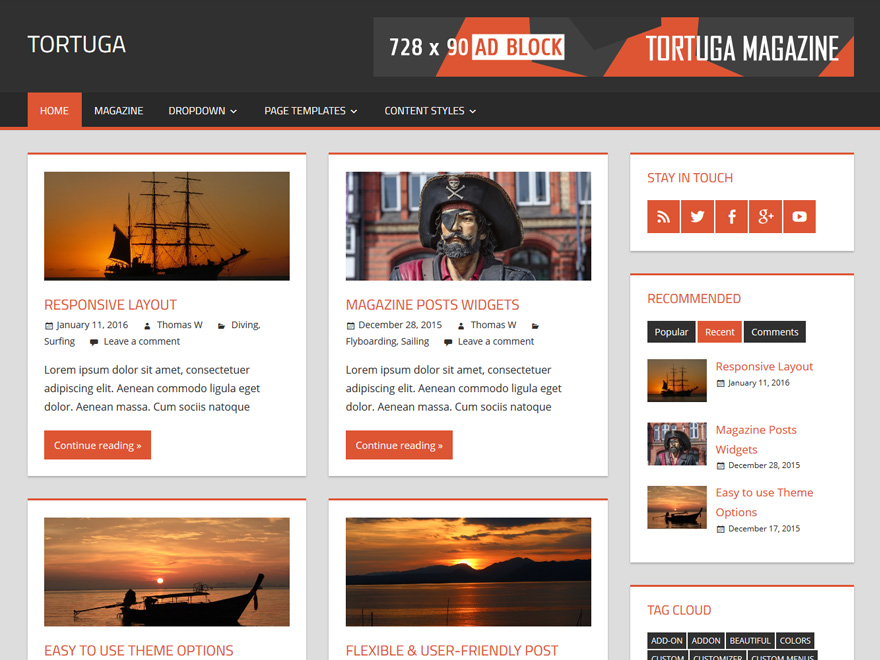 TORTUGA
728 x 90 AD BLOCK
TORTUGA MAGAZINE
HOME
MAGAZINE
DROPDOWN
PAGE TEMPLATES
CONTENT STYLES
RESPONSIVE LAYOUT
January 11, 2016 Thomas W Diving,
Surfing Leave a comment
Lorem ipsum dolor sit amet, consectetuer
adipiscing elit. Aenean commodo ligula eget
dolor. Aenean massa. Cum sociis natoque
Continue reading »
MAGAZINE POSTS WIDGETS
December 28, 2015 Thomas W
Flyboarding, Sailing Leave a comment
Lorem ipsum dolor sit amet, consectetuer
adipiscing elit. Aenean commodo ligula eget
dolor. Aenean massa. Cum sociis natoque
Continue reading »
EASY TO USE THEME OPTIONS
FLEXIBLE & USER-FRIENDLY POST
STAY IN TOUCH
RECOMMENDED
Popular
Recent
Comments
Responsive Layout
January 11, 2016
Magazine Posts
Widgets
December 28, 2015
Easy to use Theme
Options
December 17, 2015
TAG CLOUD
ADD-ON ADDON BEAUTIFUL COLORS
CUSTOM CUSTOMIZER CUSTOM MENUS